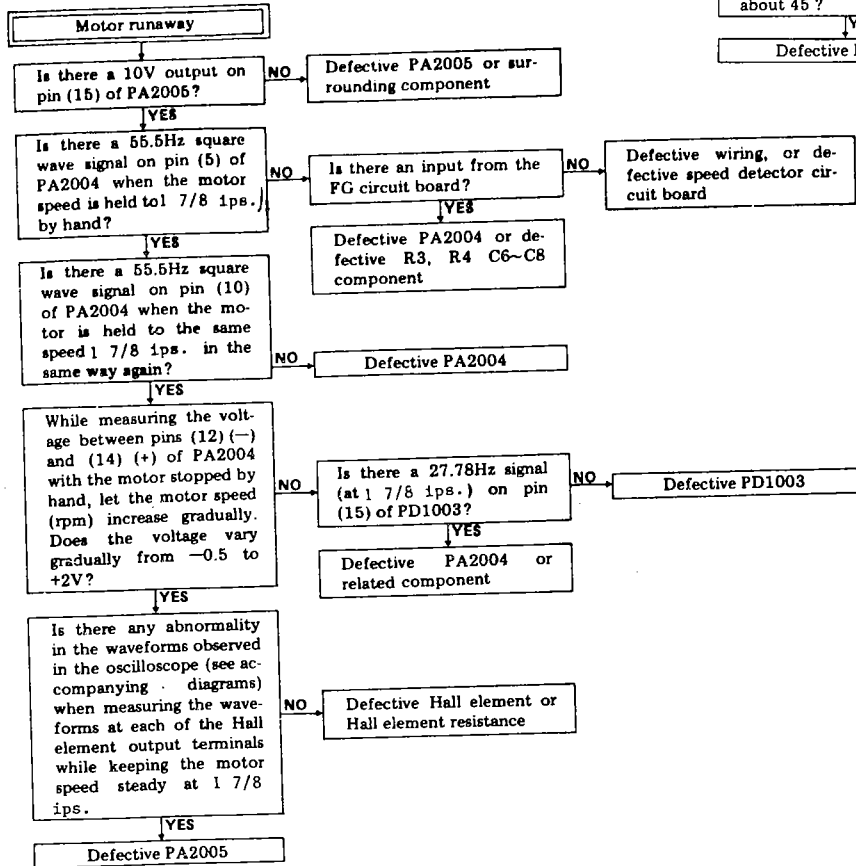 about 45 ?
Y
Defective
Motor runaway
Is there a 10V output on
pin (15) of PA2005?
NO
Defective PA2005 or sur-
rounding component
YES
Is there a 55.5Hz square
wave signal on pin (5) of
PA2004 when the motor
speed is held to1 7/8 ips.
by hand?
NO
Is there an input from the
FG circuit board?
NO
Defective wiring, or de-
fective speed detector cir-
cuit board
YES
Defective PA2004 or de-
fective R3, R4 C6~C8
component
YES
Is there a 55.5Hz square
wave signal on pin (10)
of PA2004 when the mo-
tor is held to the same
speed 1 7/8 ips. in the
same way again?
NO
Defective PA2004
YES
While measuring the volt-
age between pins (12) (—)
and (14) (+) of PA2004
with the motor stopped by
hand, let the motor speed
(rpm) increase gradually.
Does the voltage vary
gradually from —0.5 to
+2V?
NO
Is there a 27.78Hz signal
(at 1 7/8 ips.) on pin
(15) of PD1003?
NO
Defective PD1003
YES
Defective PA2004 or
related component
YES
Is there any abnormality
in the waveforms observed
in the oscilloscope (see ac-
companying diagrams)
when measuring the wave-
forms at each of the Hall
element output terminals
while keeping the motor
speed steady at 1 7/8
ips.
NO
Defective Hall element or
Hall element resistance
YES
Defective PA2005